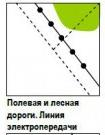 Полевая и лесная
дороги. Линия
электропередачи